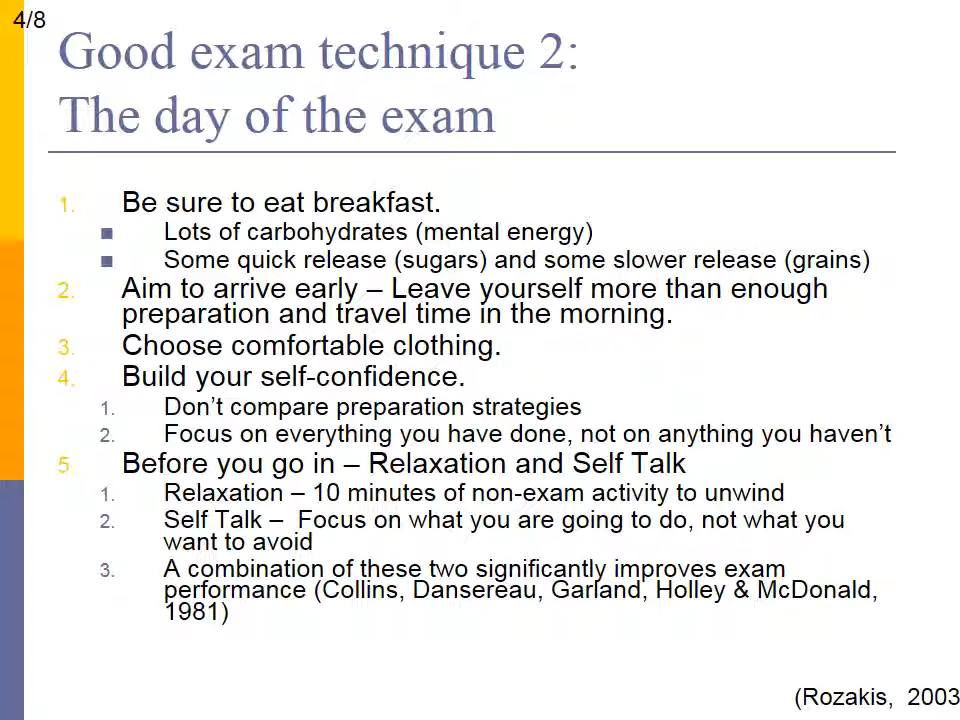 4/8
Good exam technique 2:
The day of the exam
1. Be sure to eat breakfast.
■ Lots of carbohydrates (mental energy)
■ Some quick release (sugars) and some slower release (grains)
2. Aim to arrive early – Leave yourself more than enough
preparation and travel time in the morning.
3. Choose comfortable clothing.
4. Build your self-confidence.
1. Don’t compare preparation strategies
2. Focus on everything you have done, not on anything you haven’t
5. Before you go in – Relaxation and Self Talk
1. Relaxation – 10 minutes of non-exam activity to unwind
2. Self Talk – Focus on what you are going to do, not what you
want to avoid
3. A combination of these two significantly improves exam
performance (Collins, Dansereau, Garland, Holley & McDonald,
1981)
(Rozakis, 2003